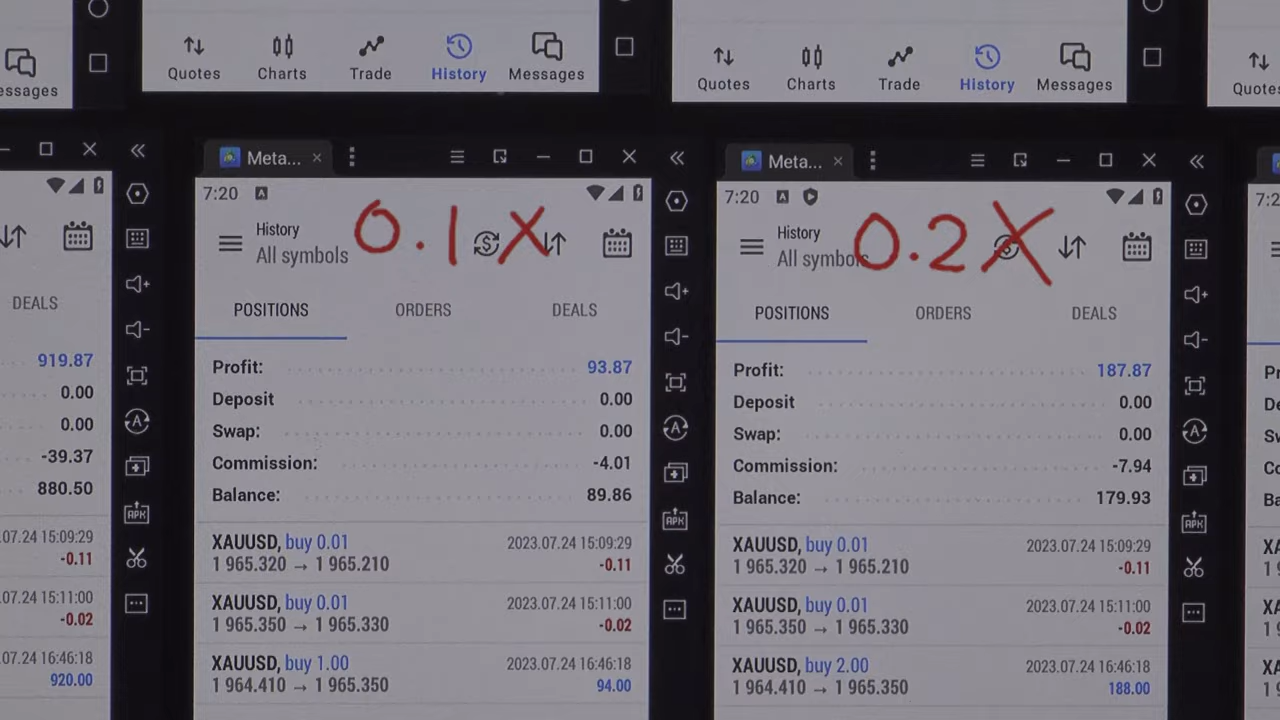 essages
Quotes
Charts
Trade
History
Messages
Quotes
Charts
Trade
History
Messages
DEALS
919.87
0.00
0.00
-39.37
880.50
.07.24 15:09:29
-0.11
.07.24 15:11:00
-0.02
.07.24 16:46:18
920.00
Meta...
7:20
History
All symbols
0.1X
POSITIONS
ORDERS
DEALS
Profit: 93.87
Deposit 0.00
Swap: 0.00
Commission: -4.01
Balance: 89.86
XAUUSD, buy 0.01 2023.07.24 15:09:29
1 965.320 → 1 965.210 -0.11
XAUUSD, buy 0.01 2023.07.24 15:11:00
1 965.350 → 1 965.330 -0.02
XAUUSD, buy 1.00 2023.07.24 16:46:18
1 964.410 → 1 965.350 94.00
Meta...
7:20
History
All symbols
0.2X
POSITIONS
ORDERS
DEALS
Profit: 187.87
Deposit 0.00
Swap: 0.00
Commission: -7.94
Balance: 179.93
XAUUSD, buy 0.01 2023.07.24 15:09:29
1 965.320 → 1 965.210 -0.11
XAUUSD, buy 0.01 2023.07.24 15:11:00
1 965.350 → 1 965.330 -0.02
XAUUSD, buy 2.00 2023.07.24 16:46:18
1 964.410 → 1 965.350 188.00